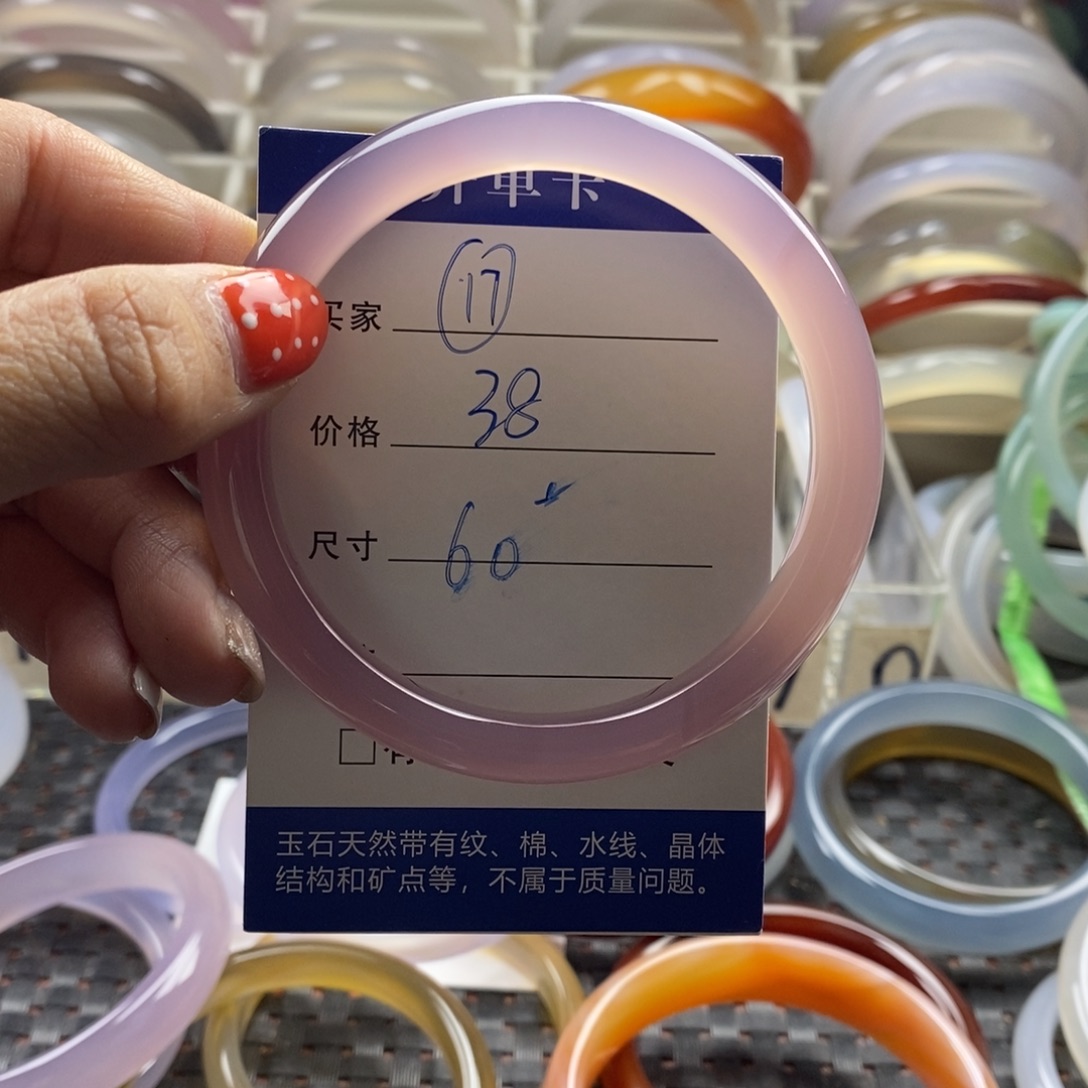 单卡
买家 17
价格 38
尺寸 60+
玉石天然带有纹、棉、水线、晶体
结构和矿点等，不属于质量问题。